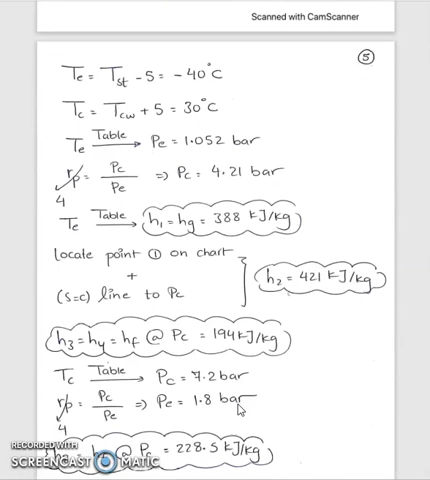 Scanned with CamScanner
5
Te = Tst - 5 = - 40°C
Tc = Tcw + 5 = 30°C
Te Table → Pe = 1.052 bar
rp = Pc/Pe => Pc = 4.21 bar
4
Te Table → h1 = hg = 388 kJ/kg
locate point ① on chart
+
(s=c) line to Pc
h2 = 421 kJ/kg
h3 = hy = hf @ Pc = 194 kJ/kg
Tc Table → Pc = 7.2 bar
rp = Pc/Pe => Pe = 1.8 bar
4
@ Pc = 228.5 kJ/kg
RECORDED WITH
SCREENCAST MATIC